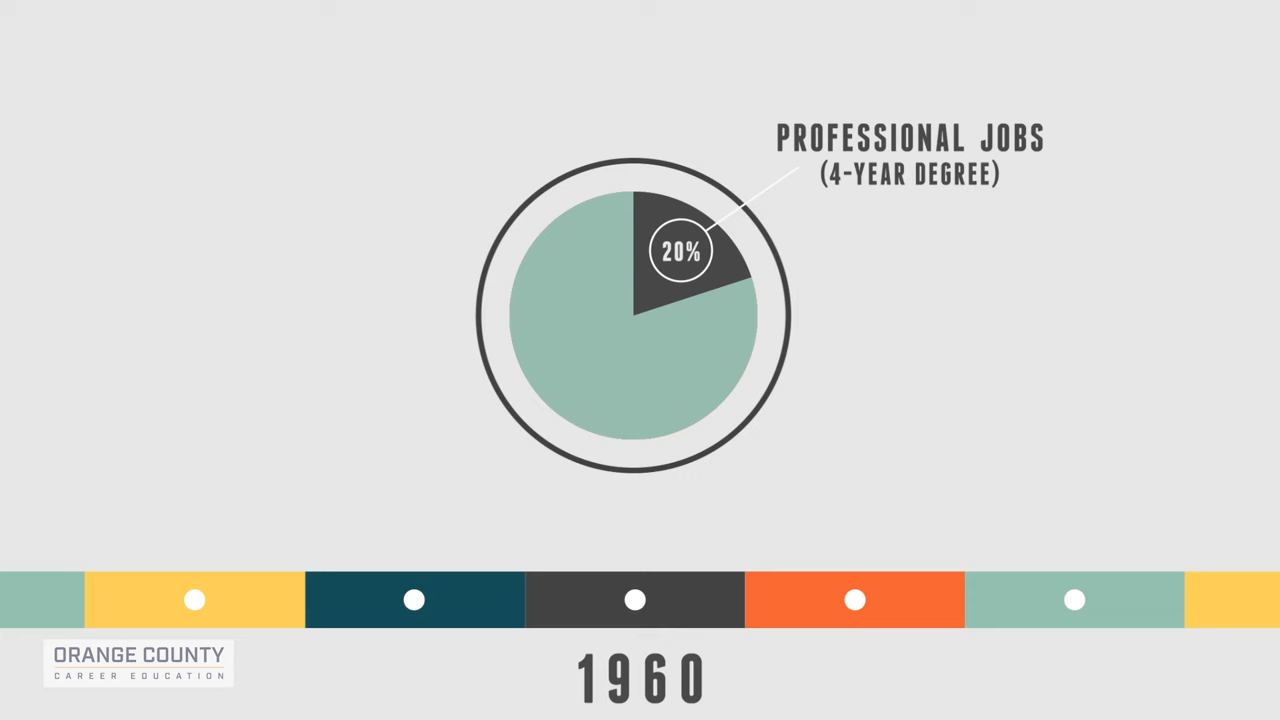 PROFESSIONAL JOBS
(4-YEAR DEGREE)
20%
ORANGE COUNTY
CAREER EDUCATION
1960